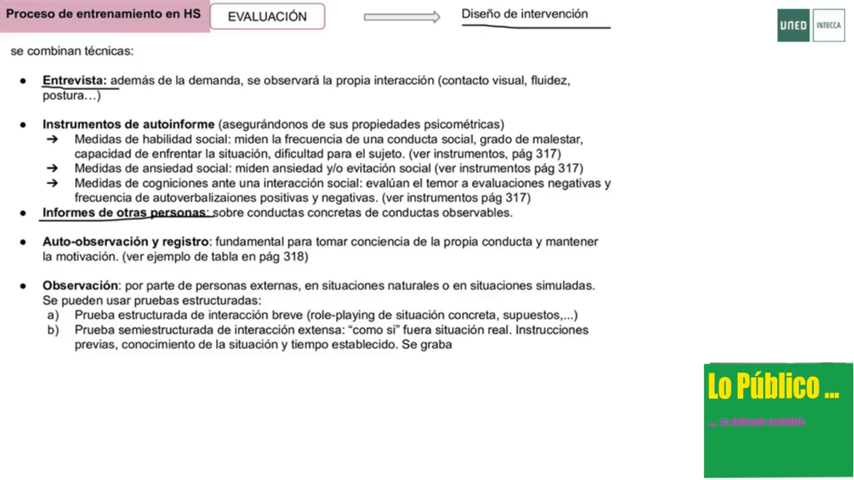 Proceso de entrenamiento en HS
EVALUACIÓN
Diseño de intervención
UNED
INTECCA
se combinan técnicas:
● Entrevista: además de la demanda, se observará la propia interacción (contacto visual, fluidez,
postura…)
● Instrumentos de autoinforme (asegurándonos de sus propiedades psicométricas)
➔ Medidas de habilidad social: miden la frecuencia de una conducta social, grado de malestar,
capacidad de enfrentar la situación, dificultad para el sujeto. (ver instrumentos, pág 317)
➔ Medidas de ansiedad social: miden ansiedad y/o evitación social (ver instrumentos pág 317)
➔ Medidas de cogniciones ante una interacción social: evalúan el temor a evaluaciones negativas y
frecuencia de autoverbalizaiones positivas y negativas. (ver instrumentos pág 317)
● Informes de otras personas: sobre conductas concretas de conductas observables.
● Auto-observación y registro: fundamental para tomar conciencia de la propia conducta y mantener
la motivación. (ver ejemplo de tabla en pág 318)
● Observación: por parte de personas externas, en situaciones naturales o en situaciones simuladas.
Se pueden usar pruebas estructuradas:
a) Prueba estructurada de interacción breve (role-playing de situación concreta, supuestos,...)
b) Prueba semiestructurada de interacción extensa: “como si” fuera situación real. Instrucciones
previas, conocimiento de la situación y tiempo establecido. Se graba
Lo Público ...